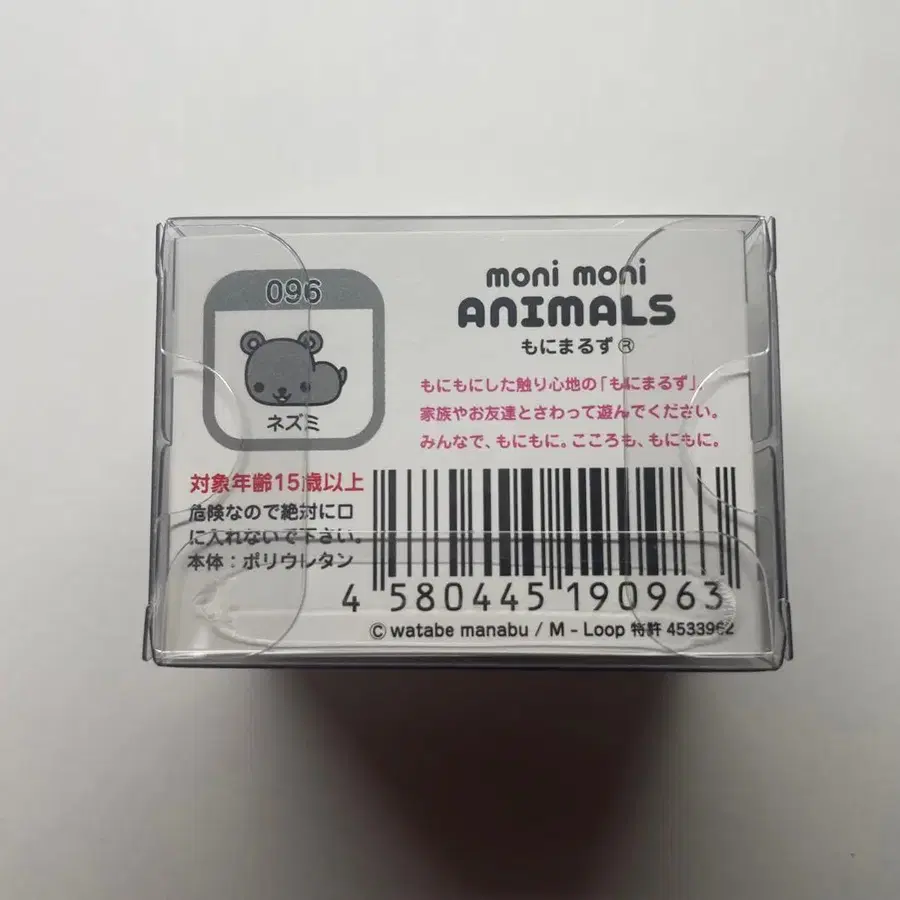 096
ネズミ
moni moni
ANIMALS
もにまるず®
もにもにした触り心地の「もにまるず」。
家族やお友達とさわって遊んでください。
みんなで、もにもに。こころも、もにもに。
対象年齢15歳以上
危険なので絶対に口
に入れないで下さい。
本体：ポリウレタン
4 580445 190963
© watabe manabu / M - Loop 特許 4533962